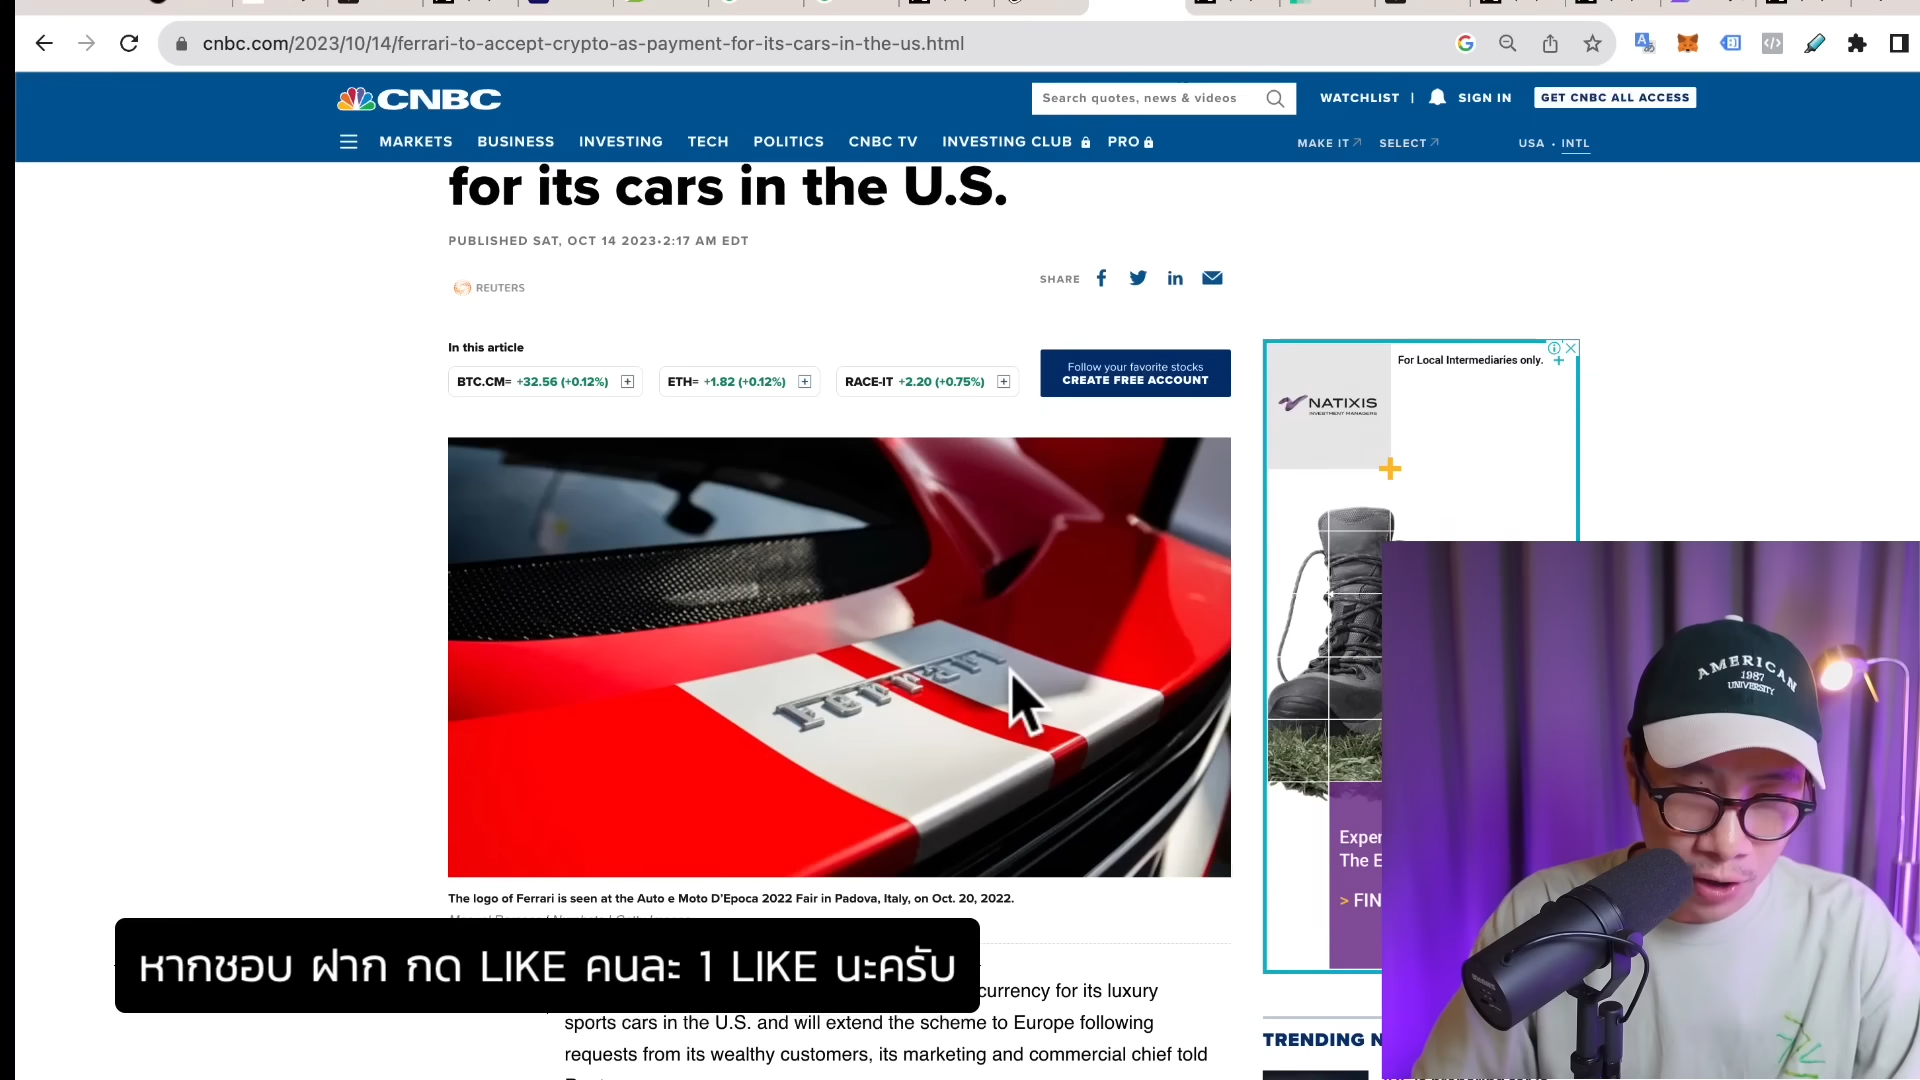 cnbc.com/2023/10/14/ferrari-to-accept-crypto-as-payment-for-its-cars-in-the-us.html
CNBC
Search quotes, news & videos
WATCHLIST |
SIGN IN
GET CNBC ALL ACCESS
MARKETS
BUSINESS
INVESTING
TECH
POLITICS
CNBC TV
INVESTING CLUB
PRO
MAKE IT
SELECT
USA • INTL
for its cars in the U.S.
PUBLISHED SAT, OCT 14 2023•2:17 AM EDT
REUTERS
SHARE
In this article
BTC.CM= +32.56 (+0.12%)
ETH= +1.82 (+0.12%)
RACE-IT +2.20 (+0.75%)
Follow your favorite stocks
CREATE FREE ACCOUNT
For Local Intermediaries only.
NATIXIS
INVESTMENT MANAGERS
Ferrari
AMERICAN
1987
UNIVERSITY
The E
> FIN
The logo of Ferrari is seen at the Auto e Moto D'Epoca 2022 Fair in Padova, Italy, on Oct. 20, 2022.
หากชอบ ฝาก กด LIKE คนละ 1 LIKE นะครับ
currency for its luxury
sports cars in the U.S. and will extend the scheme to Europe following
requests from its wealthy customers, its marketing and commercial chief told
TRENDING N